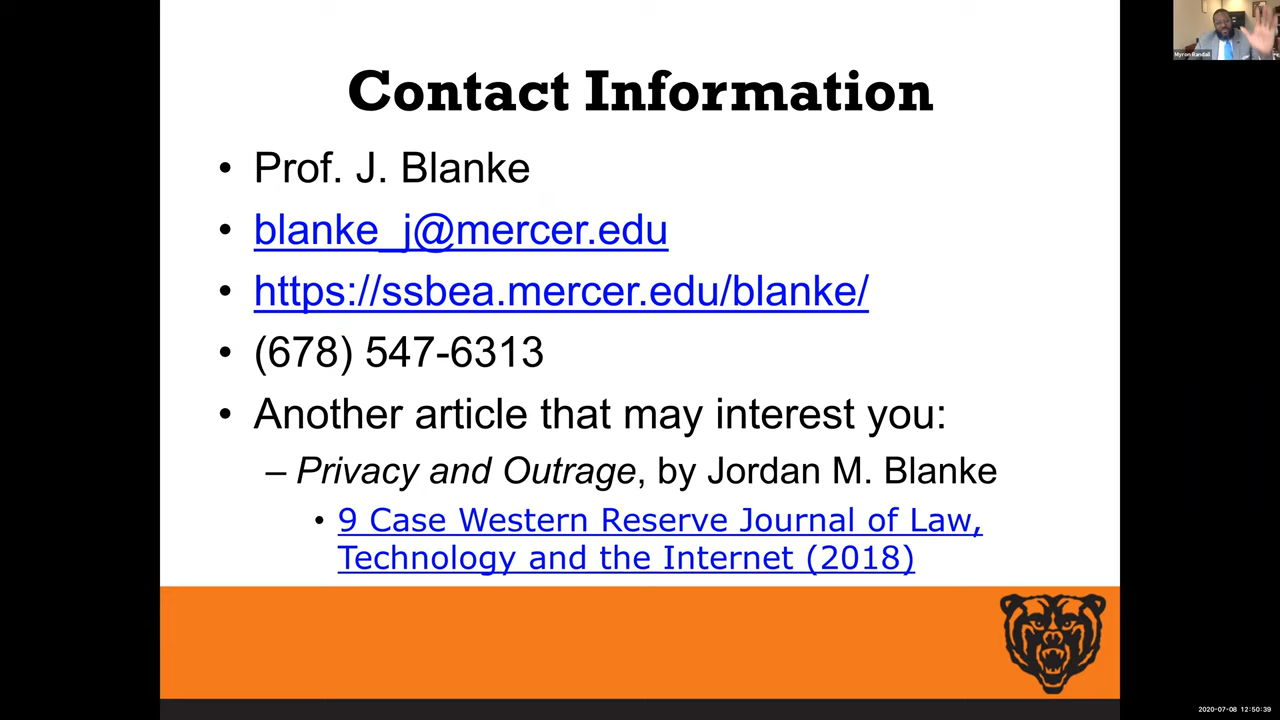 Contact Information
• Prof. J. Blanke
• blanke_j@mercer.edu
• https://ssbea.mercer.edu/blanke/
• (678) 547-6313
• Another article that may interest you:
– Privacy and Outrage, by Jordan M. Blanke
• 9 Case Western Reserve Journal of Law,
Technology and the Internet (2018)
Myron Randall
2020-07-08 12:50:39